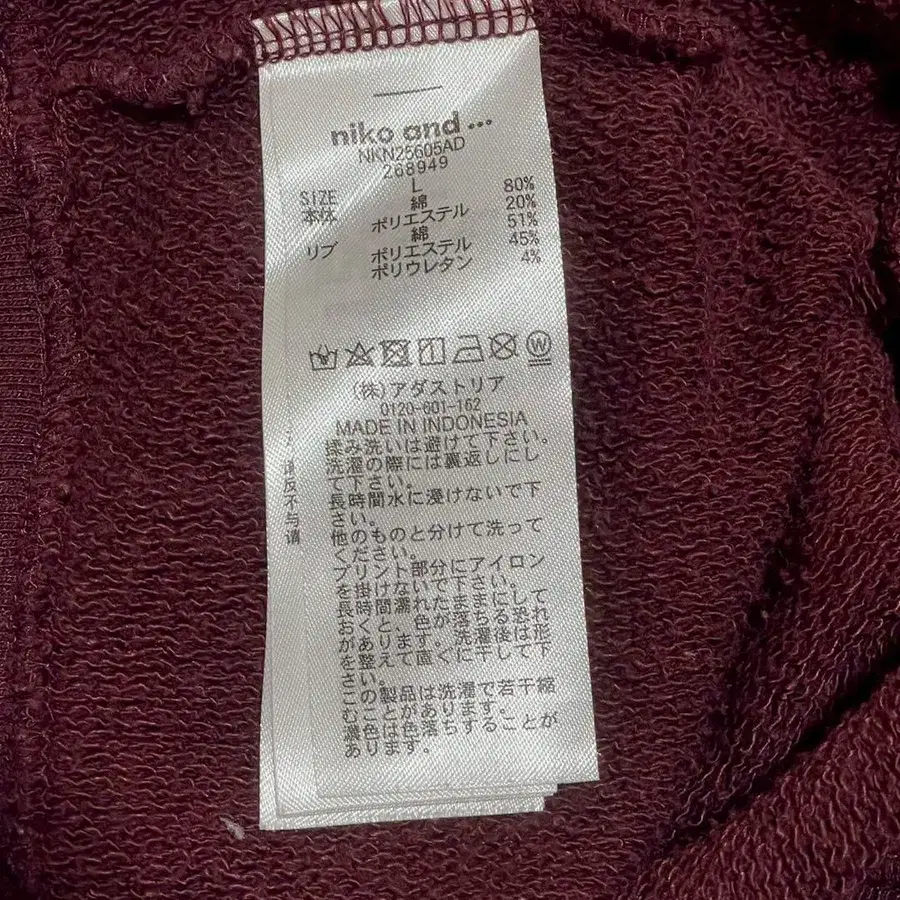 niko and ...
NKN25605AD
268949
SIZE L
本体 綿 80%
ポリエステル 20%
リブ 綿 51%
ポリエステル 45%
ポリウレタン 4%
W
(株)アダストリア
0120-601-162
MADE IN INDONESIA
揉み洗いは避けて下さい。
洗濯の際には裏返しにし
て下さい。
長時間水に浸けないで下
さい。
他のものと分けて洗って
ください。
プリント部分にアイロン
を掛けないで下さい。
長時間濡れたままにして
おくと、色が落ちる恐れ
があります。洗濯後は形
を整えて直ぐに干して下
さい。
この製品は洗濯で若干縮
むことがあります。
濃色は色落ちすることが
あります。